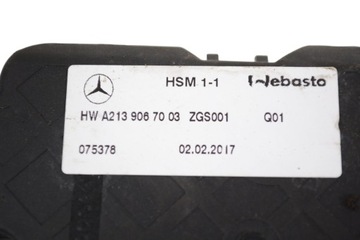 HSM 1-1 Webasto
HW A213 906 70 03 ZGS001 Q01
075378 02.02.2017